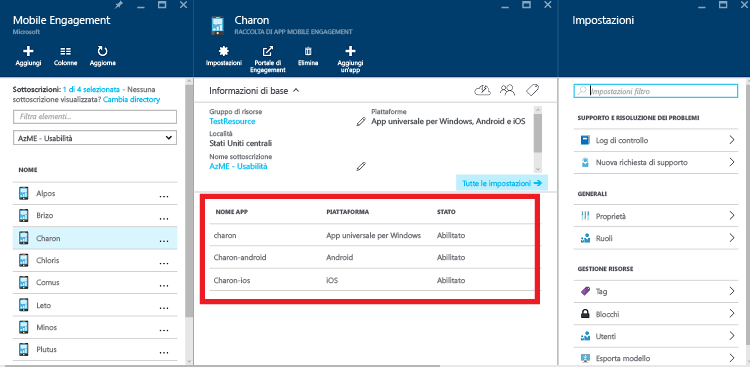 Mobile Engagement
Microsoft
Aggiungi
Colonne
Aggiorna
Sottoscrizioni: 1 di 4 selezionata - Nessuna
sottoscrizione visualizzata? Cambia directory
Filtra elementi...
AzME - Usabilità
NOME
Alpos
...
Brizo
...
Charon
...
Chloris
...
Comus
...
Leto
...
Minos
...
Plutus
...
Charon
RACCOLTA DI APP MOBILE ENGAGEMENT
Impostazioni
Portale di
Engagement
Elimina
Aggiungi
un'app
Informazioni di base
Gruppo di risorse
TestResource
Località
Stati Uniti centrali
Nome sottoscrizione
AzME - Usabilità
Piattaforme
App universale per Windows, Android e iOS
Tutte le impostazioni
NOME APP PIATTAFORMA STATO
charon App universale per Windows Abilitato
Charon-android Android Abilitato
Charon-ios iOS Abilitato
Impostazioni
Impostazioni filtro
SUPPORTO E RISOLUZIONE DEI PROBLEMI
Log di controllo
Nuova richiesta di supporto
GENERALI
Proprietà
Ruoli
GESTIONE RISORSE
Tag
Blocchi
Utenti
Esporta modello